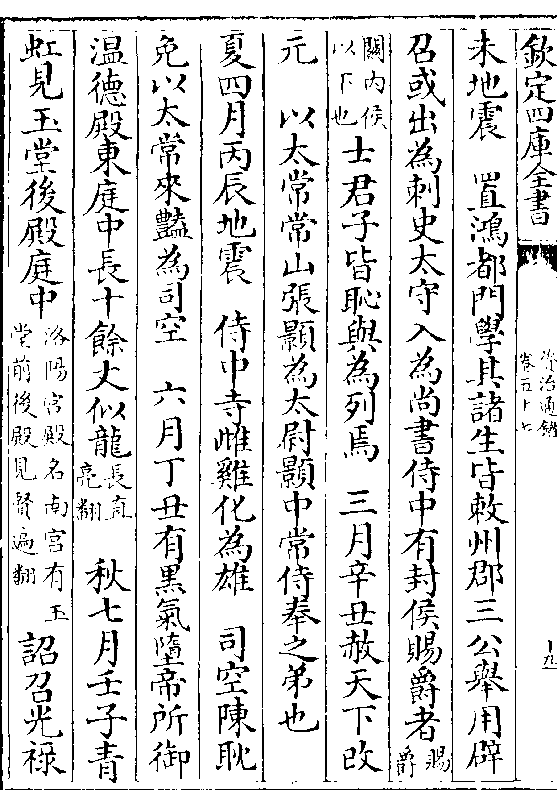 欽定四庫全書
資治通鑑
卷五十七
十九
未地震　置鴻都門學其諸生皆敕州郡三公舉用辟
召或出為刺史太守入為尚書侍中有封侯賜爵者賜爵
關内侯以下也士君子皆恥與為列焉　三月辛丑赦天下改
元　以太常常山張顥為太尉顥中常侍奉之弟也
夏四月丙辰地震　侍中寺雌雞化為雄　司空陳耽
免以太常來豔為司空　六月丁丑有黑氣墮帝所御
温德殿東庭中長十餘丈似龍長直亮翻　秋七月壬子青
虹見玉堂後殿庭中洛陽宫殿名南宫有玉堂前後殿見賢遍翻　詔召光祿